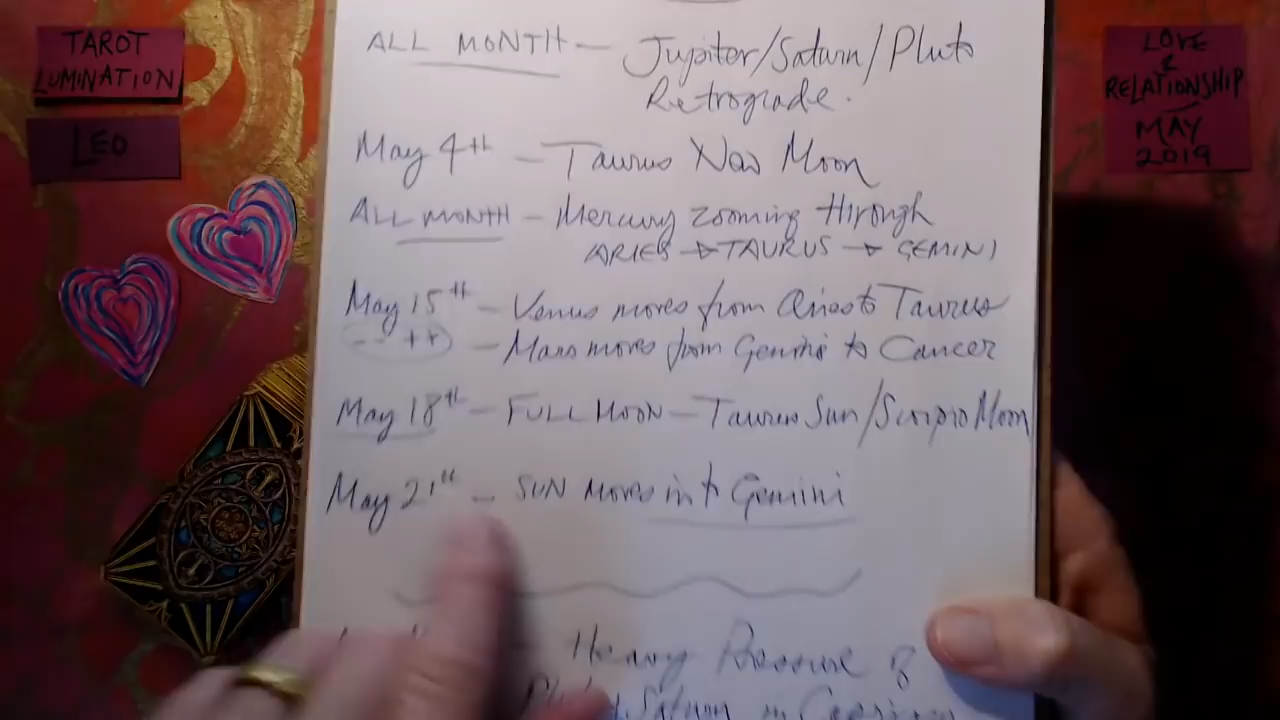 TAROT
LUMINATION
LEO
LOVE
&
RELATIONSHIP
MAY
2019
ALL MONTH — Jupiter/Saturn/Pluto
Retrograde.
May 4th — Taurus New Moon
ALL MONTH — Mercury zooming through
ARIES → TAURUS → GEMINI
May 15th — Venus moves from Aries to Taurus
-- ++ — Mars moves from Gemini to Cancer
May 18th — FULL MOON — Taurus Sun/Scorpio Moon
May 21st — SUN moves into Gemini
Heavy Pressure of
Saturn in